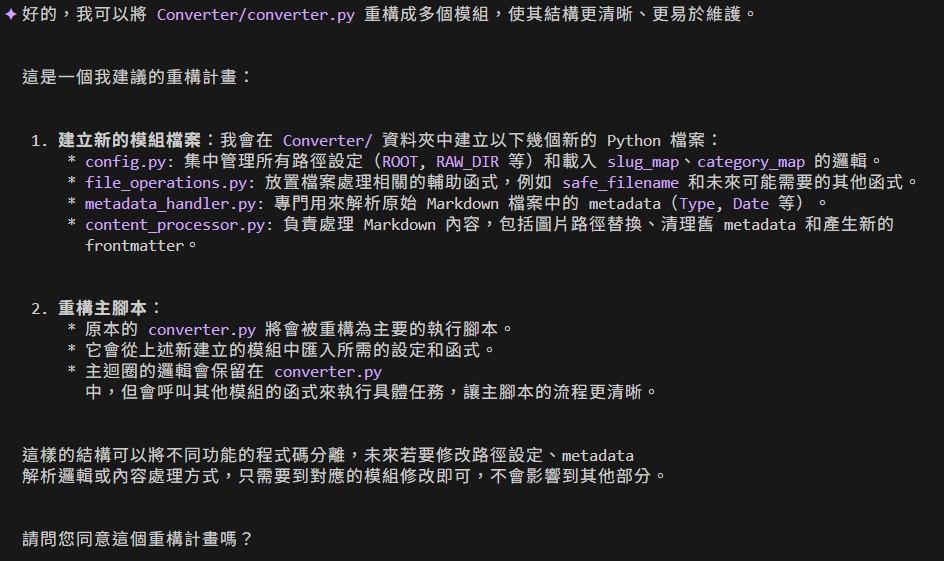 ✦ 好的，我可以將 Converter/converter.py 重構成多個模組，使其結構更清晰、更易於維護。
這是一個我建議的重構計畫：
1. 建立新的模組檔案：我會在 Converter/ 資料夾中建立以下幾個新的 Python 檔案：
* config.py: 集中管理所有路徑設定（ROOT, RAW_DIR 等）和載入 slug_map、category_map 的邏輯。
* file_operations.py: 放置檔案處理相關的輔助函式，例如 safe_filename 和未來可能需要的其他函式。
* metadata_handler.py: 專門用來解析原始 Markdown 檔案中的 metadata（Type, Date 等）。
* content_processor.py: 負責處理 Markdown 內容，包括圖片路徑替換、清理舊 metadata 和產生新的
frontmatter。
2. 重構主腳本：
* 原本的 converter.py 將會被重構為主要的執行腳本。
* 它會從上述新建立的模組中匯入所需的設定和函式。
* 主迴圈的邏輯會保留在 converter.py
中，但會呼叫其他模組的函式來執行具體任務，讓主腳本的流程更清晰。
這樣的結構可以將不同功能的程式碼分離，未來若要修改路徑設定、metadata
解析邏輯或內容處理方式，只需要到對應的模組修改即可，不會影響到其他部分。
請問您同意這個重構計畫嗎？